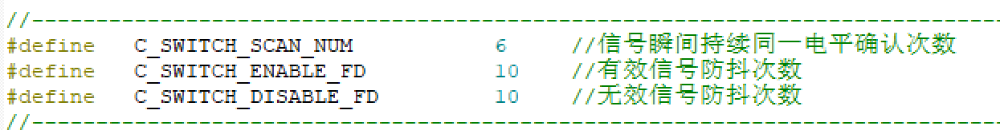 //------------------------------------------------------------------------------
#define   C_SWITCH_SCAN_NUM           6     //信号瞬间持续同一电平确认次数
#define   C_SWITCH_ENABLE_FD          10    //有效信号防抖次数
#define   C_SWITCH_DISABLE_FD         10    //无效信号防抖次数
//------------------------------------------------------------------------------